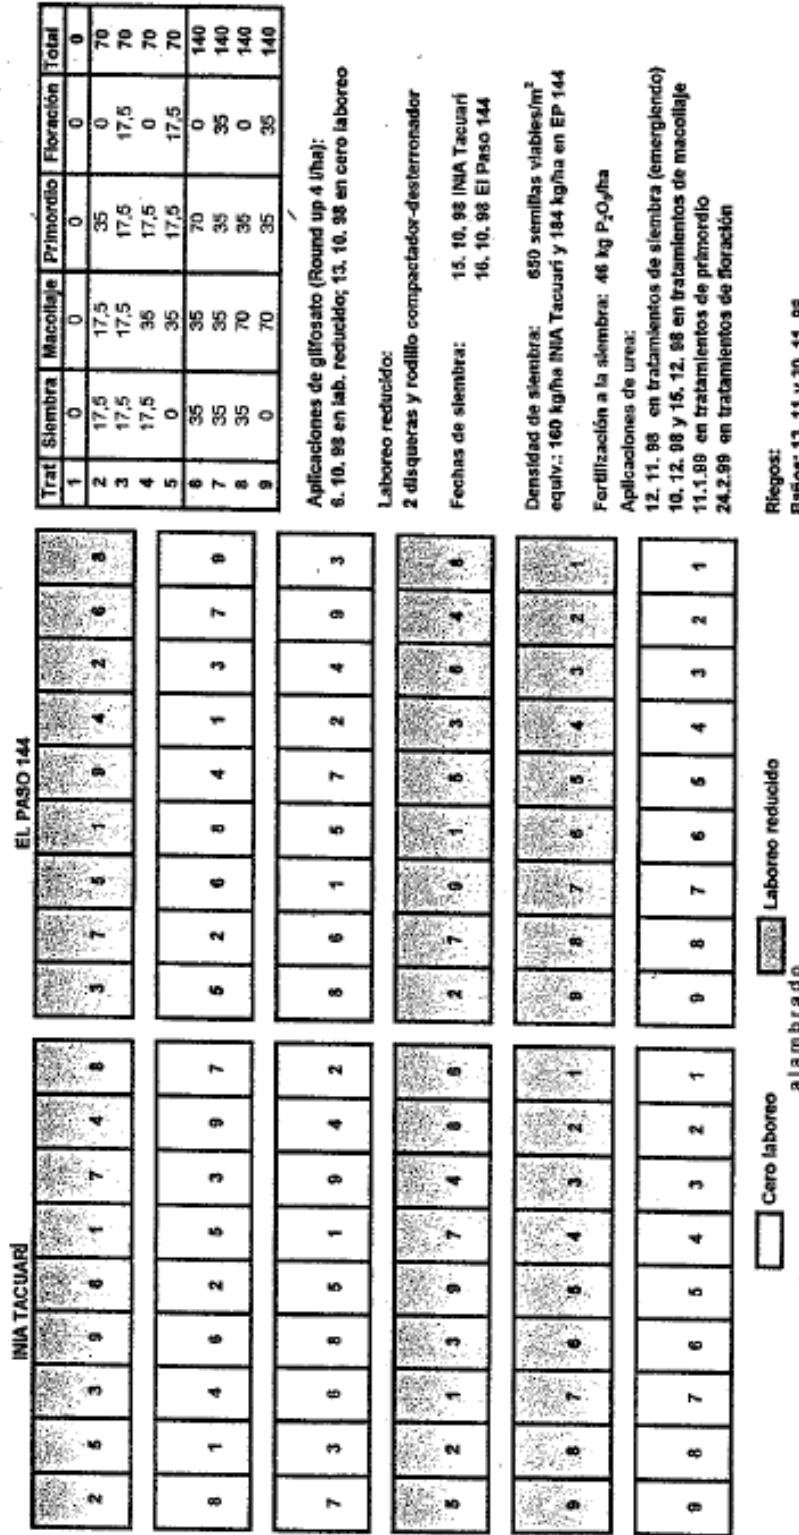 INIA TACUARÍ
2 5 3 9 6 1 7 4 8
8 1 4 6 2 5 3 9 7
7 3 6 8 5 1 9 4 2
5 2 1 3 9 7 4 8 6
9 8 7 6 5 4 3 2 1
9 8 7 6 5 4 3 2 1
EL PASO 144
3 7 5 1 9 4 2 6 8
5 2 6 8 4 1 3 7 9
8 6 1 5 7 2 4 9 3
2 7 9 1 5 3 6 4 8
9 8 7 6 5 4 3 2 1
9 8 7 6 5 4 3 2 1
Cero laboreo Laboreo reducido
alambrado
Trat Siembra Macollaje Primordio Floración Total
1 0 0 0 0 0
2 17,5 17,5 35 0 70
3 17,5 17,5 17,5 17,5 70
4 17,5 35 17,5 0 70
5 0 35 17,5 17,5 70
6 35 35 70 0 140
7 35 35 35 35 140
8 35 70 35 0 140
9 0 70 35 35 140
Aplicaciones de glifosato (Round up 4 l/ha):
6. 10. 98 en lab. reducido; 13. 10. 98 en cero laboreo
Laboreo reducido:
2 disqueras y rodillo compactador-desterronador
Fechas de siembra: 15. 10. 98 INIA Tacuarí
16. 10. 98 El Paso 144
Densidad de siembra: 650 semillas viables/m²
equiv.: 160 kg/ha INIA Tacuarí y 184 kg/ha en EP 144
Fertilización a la siembra: 46 kg P₂O₅/ha
Aplicaciones de urea:
12. 11. 98 en tratamientos de siembra (emergiendo)
10. 12. 98 y 15. 12. 98 en tratamientos de macollaje
11.1.99 en tratamientos de primordio
24.2.99 en tratamientos de floración
Riegos: